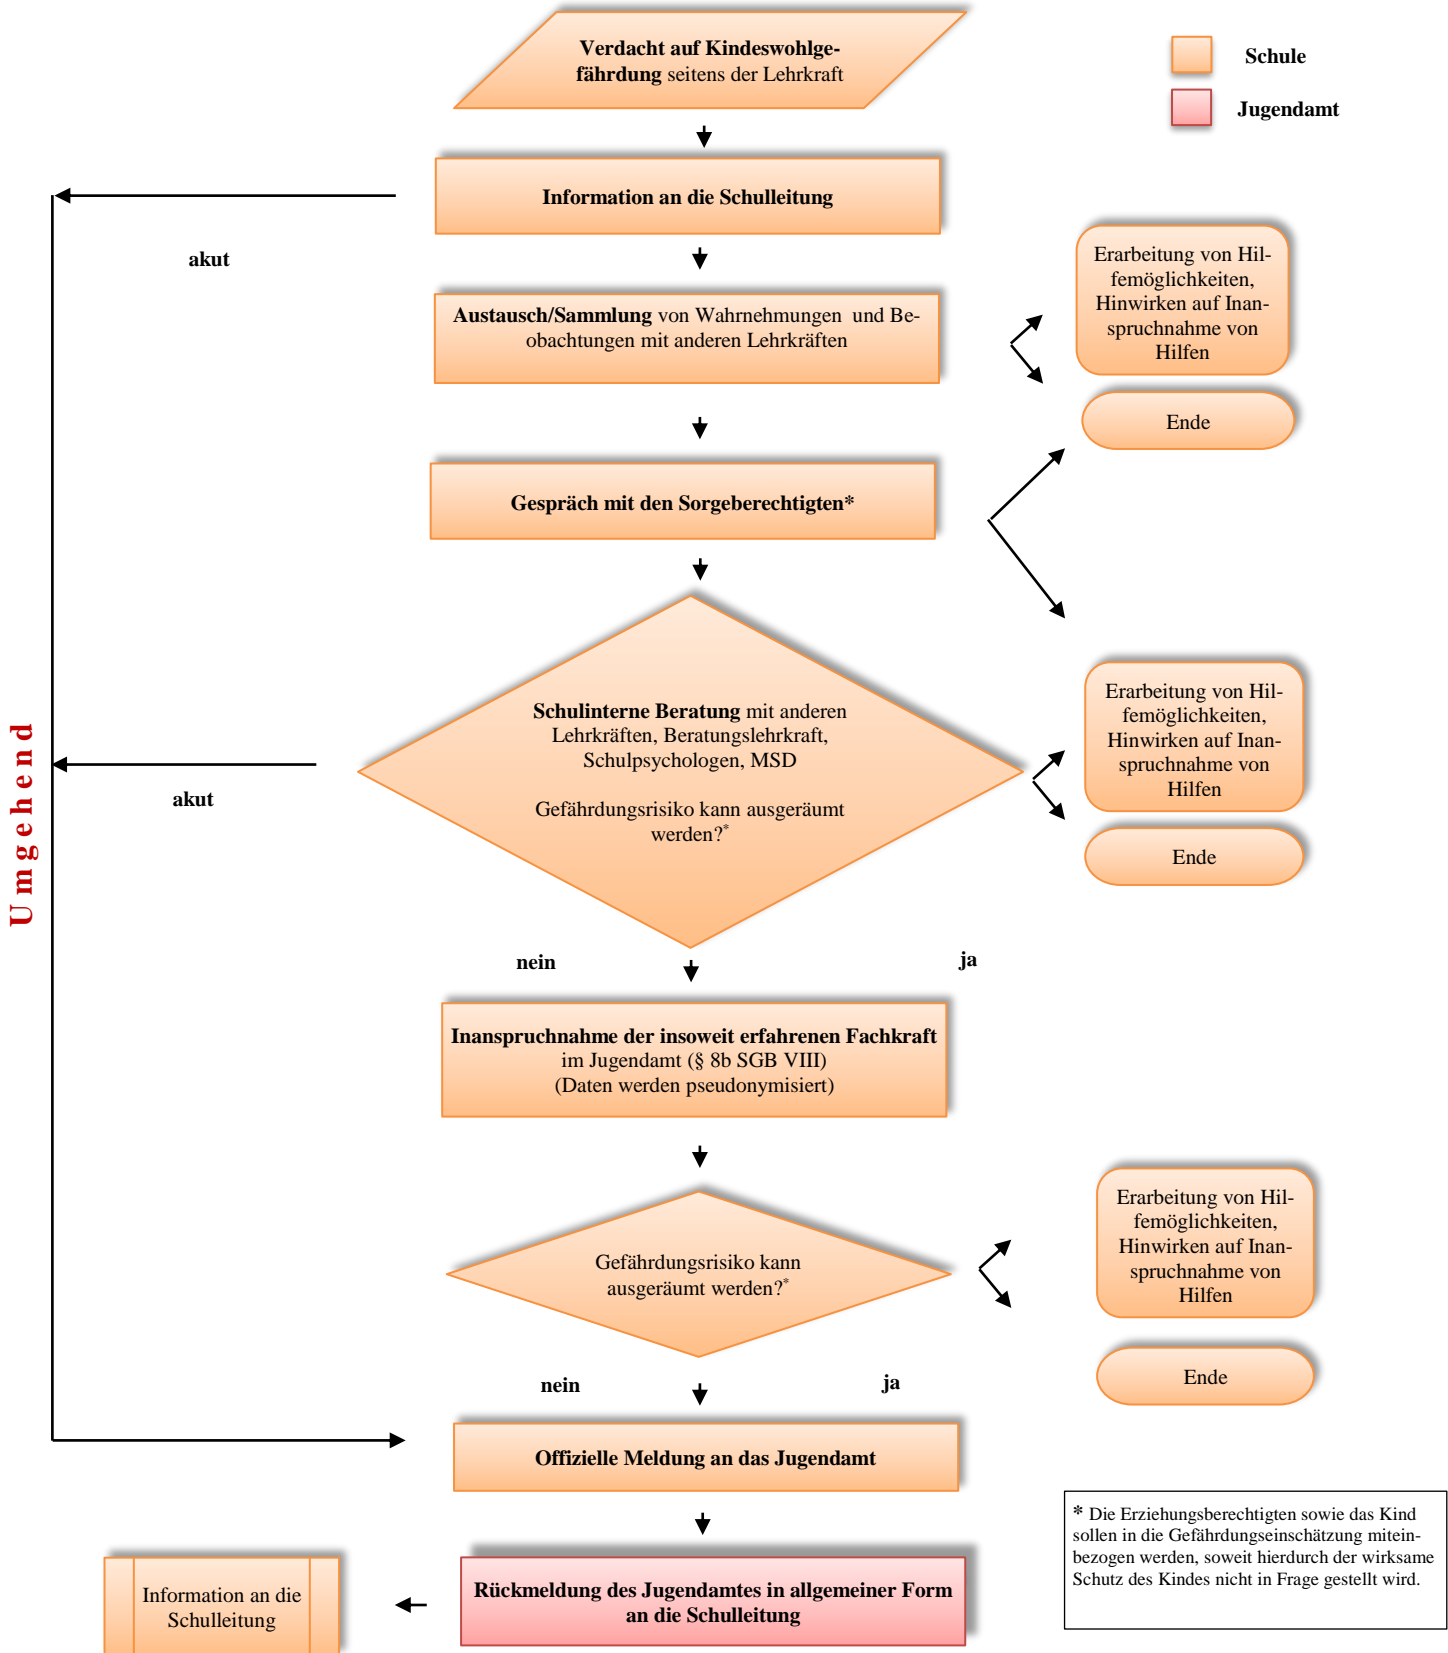 Verdacht auf Kindeswohlge-
fährdung seitens der Lehrkraft
Schule
Jugendamt
Information an die Schulleitung
akut
Austausch/Sammlung von Wahrnehmungen und Be-
obachtungen mit anderen Lehrkräften
Erarbeitung von Hil-
femöglichkeiten,
Hinwirken auf Inan-
spruchnahme von
Hilfen
Ende
Gespräch mit den Sorgeberechtigten*
Schulinterne Beratung mit anderen
Lehrkräften, Beratungslehrkraft,
Schulpsychologen, MSD
Gefährdungsrisiko kann ausgeräumt
werden?*
Erarbeitung von Hil-
femöglichkeiten,
Hinwirken auf Inan-
spruchnahme von
Hilfen
Ende
akut
Umgehend
nein
ja
Inanspruchnahme der insoweit erfahrenen Fachkraft
im Jugendamt (§ 8b SGB VIII)
(Daten werden pseudonymisiert)
Gefährdungsrisiko kann
ausgeräumt werden?*
Erarbeitung von Hil-
femöglichkeiten,
Hinwirken auf Inan-
spruchnahme von
Hilfen
Ende
nein
ja
Offizielle Meldung an das Jugendamt
* Die Erziehungsberechtigten sowie das Kind
sollen in die Gefährdungseinschätzung mitein-
bezogen werden, soweit hierdurch der wirksame
Schutz des Kindes nicht in Frage gestellt wird.
Rückmeldung des Jugendamtes in allgemeiner Form
an die Schulleitung
Information an die
Schulleitung